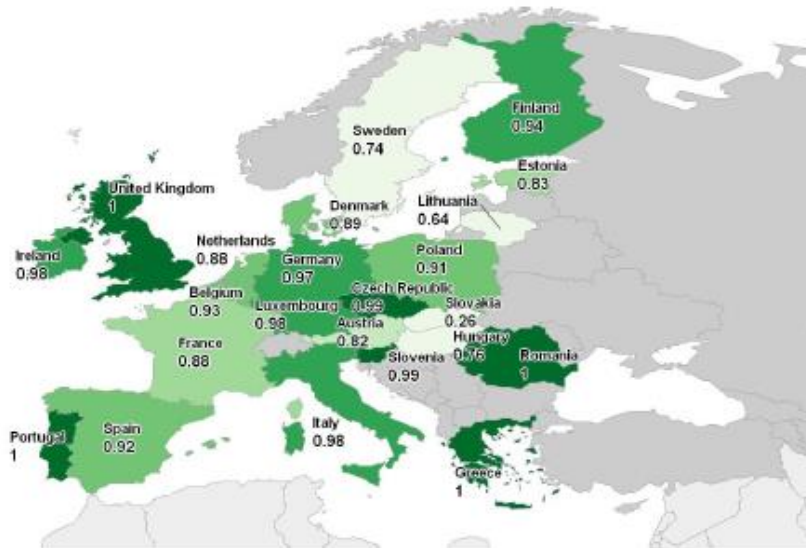 Finland
0.94
Sweden
0.74
Estonia
0.83
United Kingdom
1
Denmark
0.89
Lithuania
0.64
Ireland
0.98
Netherlands
0.88
Germany
0.97
Poland
0.91
Belgium
0.93
Czech Republic
0.99
Luxembourg
0.98
Slovakia
0.26
Austria
0.82
France
0.88
Hungary
0.76
Slovenia
0.99
Romania
1
Italy
0.98
Portugal
1
Spain
0.92
Greece
1